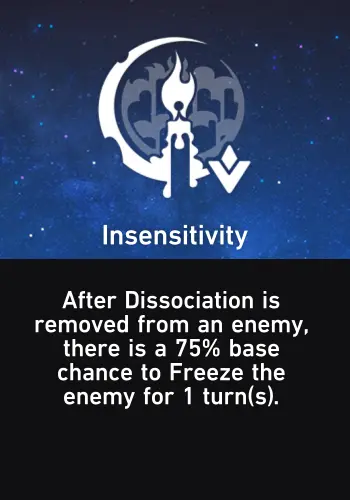 Insensitivity
After Dissociation is
removed from an enemy,
there is a 75% base
chance to Freeze the
enemy for 1 turn(s).